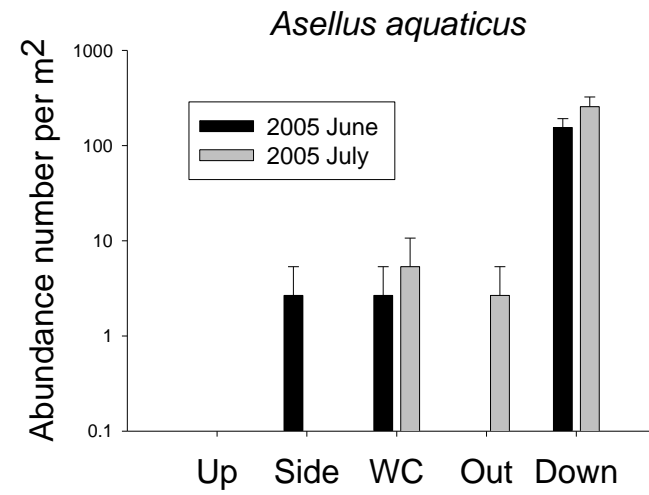 Asellus aquaticus
Abundance number per m2
1000
100
10
1
0.1
2005 June
2005 July
Up Side WC Out Down